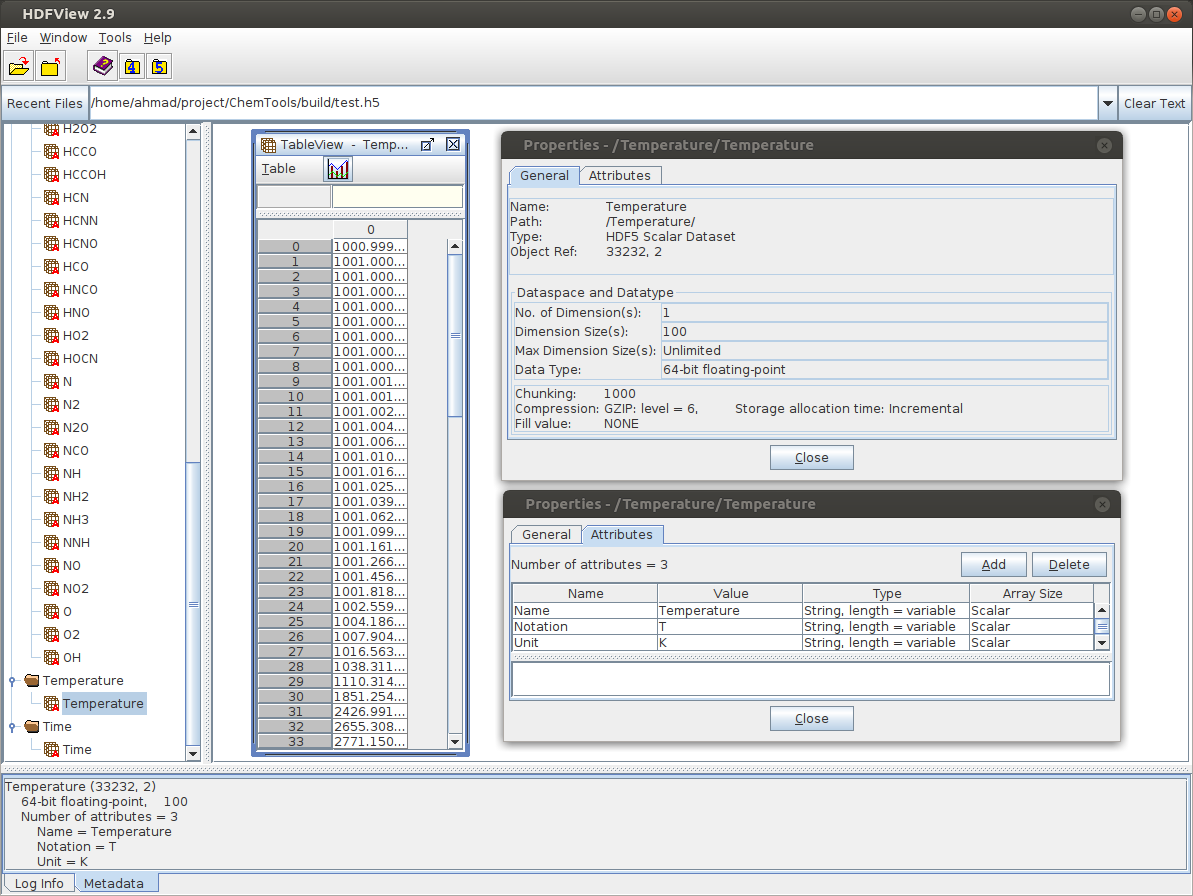 HDFView 2.9
File Window Tools Help
4 5
Recent Files /home/ahmad/project/ChemTools/build/test.h5 Clear Text
H2O2
HCCO
HCCOH
HCN
HCNN
HCNO
HCO
HNCO
HNO
HO2
HOCN
N
N2
N2O
NCO
NH
NH2
NH3
NNH
NO
NO2
O
O2
OH
Temperature
Temperature
Time
Time
TableView - Temp...
Table
0
0 1000.999...
1 1001.000...
2 1001.000...
3 1001.000...
4 1001.000...
5 1001.000...
6 1001.000...
7 1001.000...
8 1001.000...
9 1001.001...
10 1001.001...
11 1001.002...
12 1001.004...
13 1001.006...
14 1001.010...
15 1001.016...
16 1001.025...
17 1001.039...
18 1001.062...
19 1001.099...
20 1001.161...
21 1001.266...
22 1001.456...
23 1001.818...
24 1002.559...
25 1004.186...
26 1007.904...
27 1016.563...
28 1038.311...
29 1110.314...
30 1851.254...
31 2426.991...
32 2655.308...
33 2771.150...
Properties - /Temperature/Temperature
General Attributes
Name: Temperature
Path: /Temperature/
Type: HDF5 Scalar Dataset
Object Ref: 33232, 2
Dataspace and Datatype
No. of Dimension(s): 1
Dimension Size(s): 100
Max Dimension Size(s): Unlimited
Data Type: 64-bit floating-point
Chunking: 1000
Compression: GZIP: level = 6, Storage allocation time: Incremental
Fill value: NONE
Close
Properties - /Temperature/Temperature
General Attributes
Number of attributes = 3 Add Delete
Name Value Type Array Size
Name Temperature String, length = variable Scalar
Notation T String, length = variable Scalar
Unit K String, length = variable Scalar
Close
Temperature (33232, 2)
64-bit floating-point, 100
Number of attributes = 3
Name = Temperature
Notation = T
Unit = K
Log Info Metadata